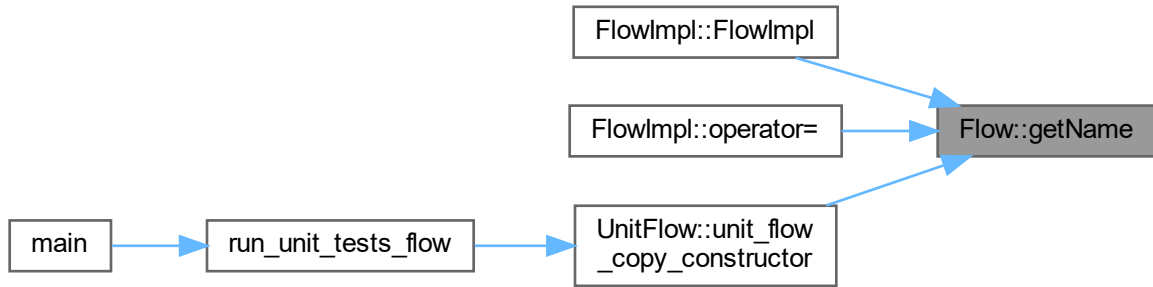 FlowImpl::FlowImpl
FlowImpl::operator=
Flow::getName
main
run_unit_tests_flow
UnitFlow::unit_flow
_copy_constructor